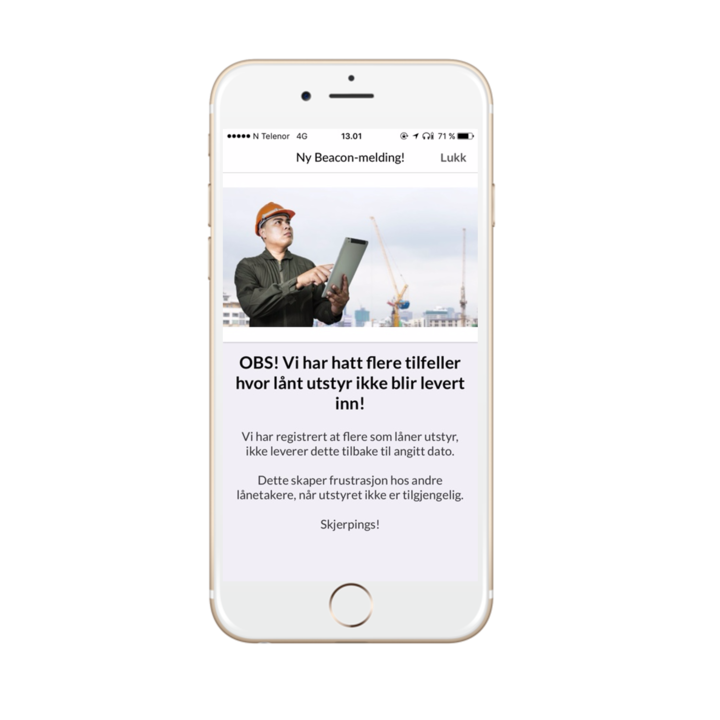 N Telenor 4G 13.01 71 %
Ny Beacon-melding! Lukk
OBS! Vi har hatt flere tilfeller
hvor lånt utstyr ikke blir levert
inn!
Vi har registrert at flere som låner utstyr,
ikke leverer dette tilbake til angitt dato.
Dette skaper frustrasjon hos andre
lånetakere, når utstyret ikke er tilgjengelig.
Skjerpings!